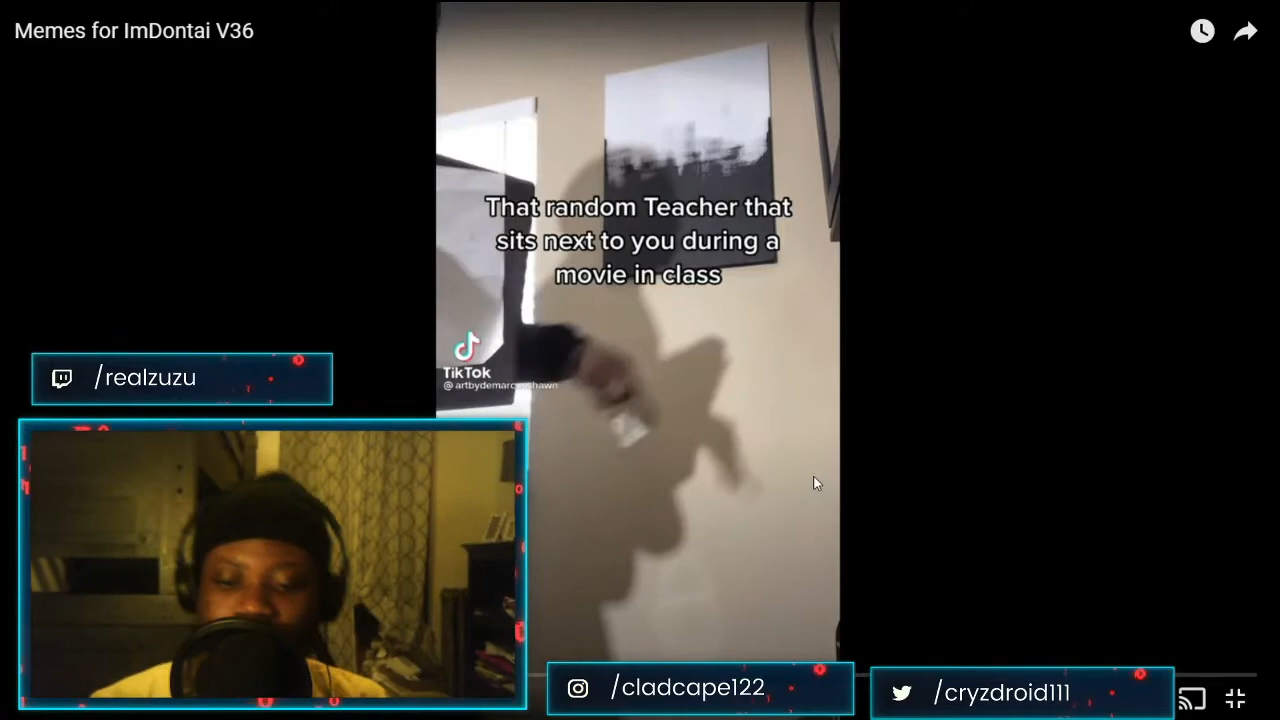 Memes for ImDontai V36
That random Teacher that
sits next to you during a
movie in class
TikTok
@ artbydemarcusshawn
/realzuzu
/cladcape122
/cryzdroid111